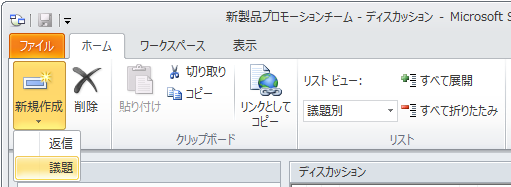 新製品プロモーションチーム - ディスカッション - Microsoft S
ファイル ホーム ワークスペース 表示
新規作成 削除 貼り付け 切り取り コピー リンクとして コピー リスト ビュー: すべて展開
議題別 すべて折りたたみ
クリップボード リスト
返信
議題
ディスカッション